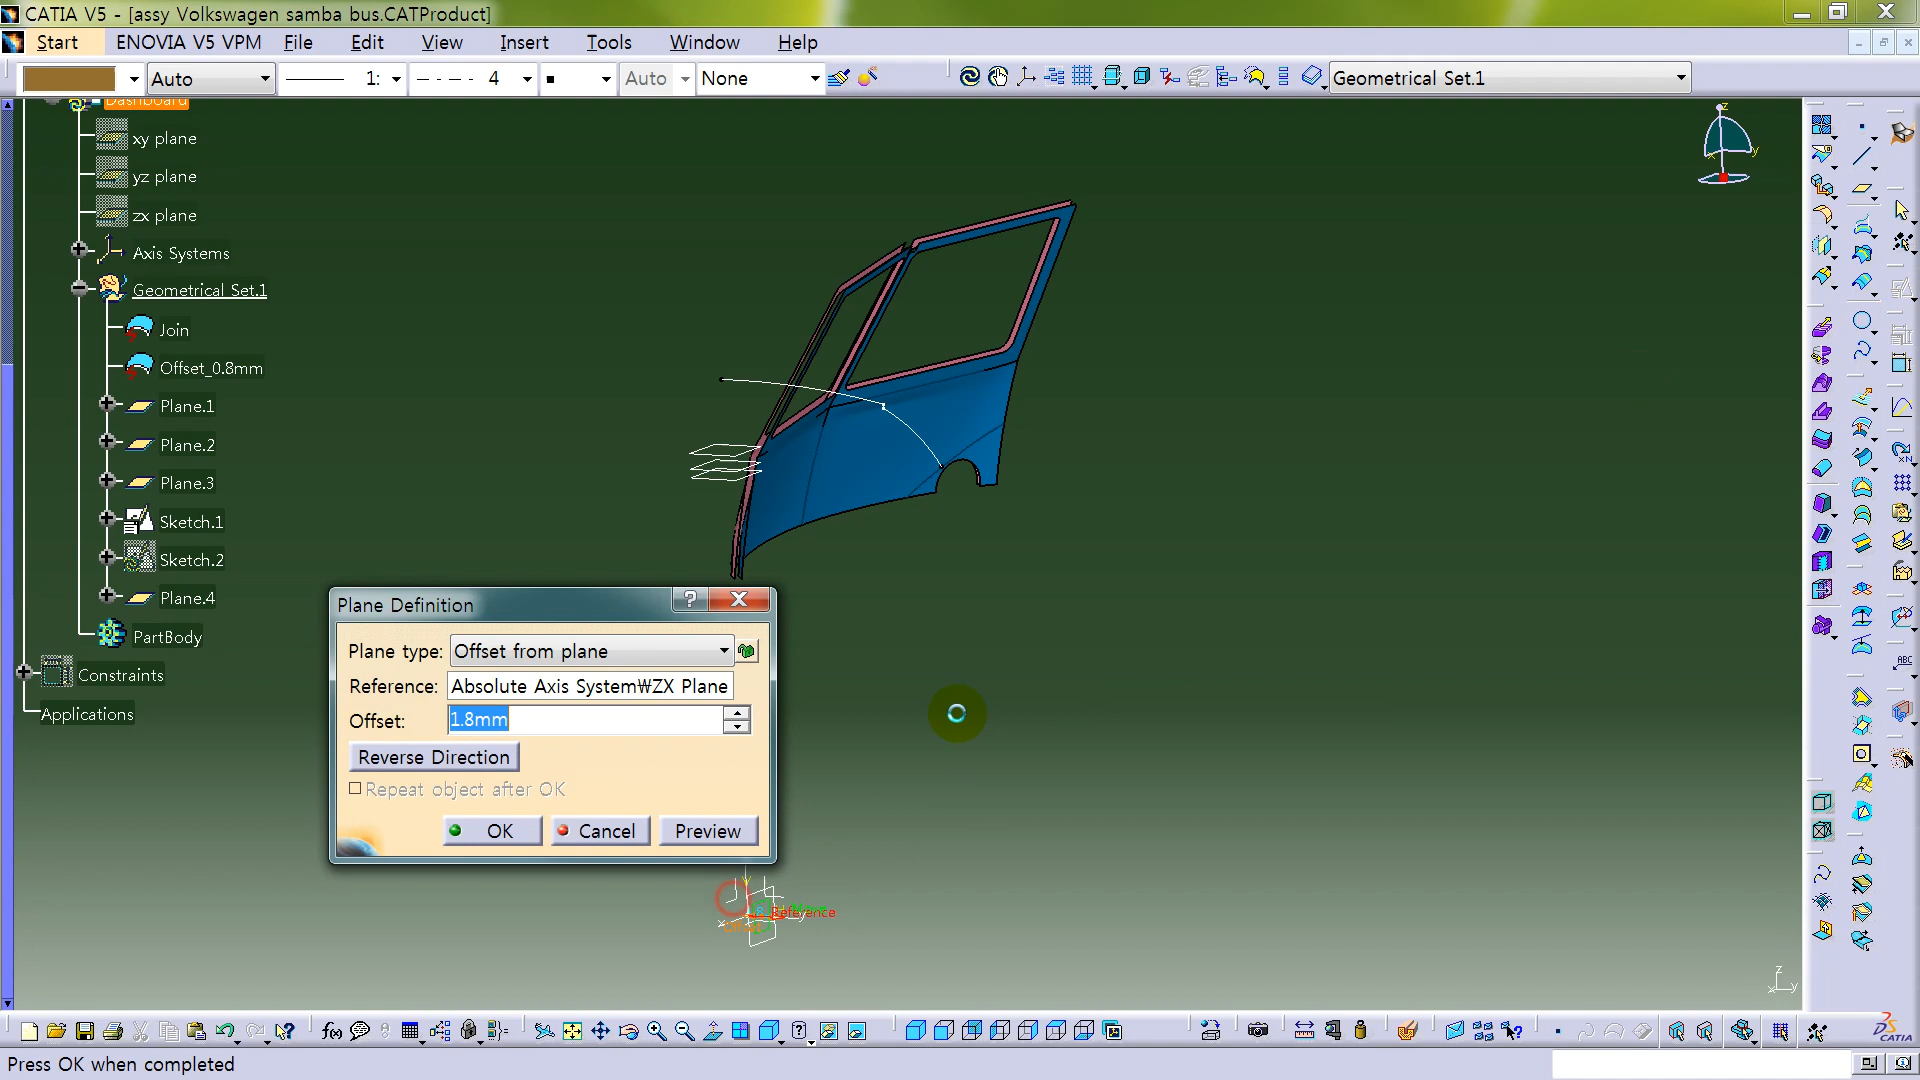 CATIA V5 - [assy Volkswagen samba bus.CATProduct]
Start ENOVIA V5 VPM File Edit View Insert Tools Window Help
Auto 1: 4 Auto None Geometrical Set.1
Dashboard
xy plane
yz plane
zx plane
Axis Systems
Geometrical Set.1
Join
Offset_0.8mm
Plane.1
Plane.2
Plane.3
Sketch.1
Sketch.2
Plane.4
PartBody
Constraints
Applications
z
y
x
Plane Definition
Plane type: Offset from plane
Reference: Absolute Axis System₩ZX Plane
Offset: 1.8mm
Reverse Direction
Repeat object after OK
OK Cancel Preview
Reference
x
z
x y
ABC
f(x)
CATIA
Press OK when completed